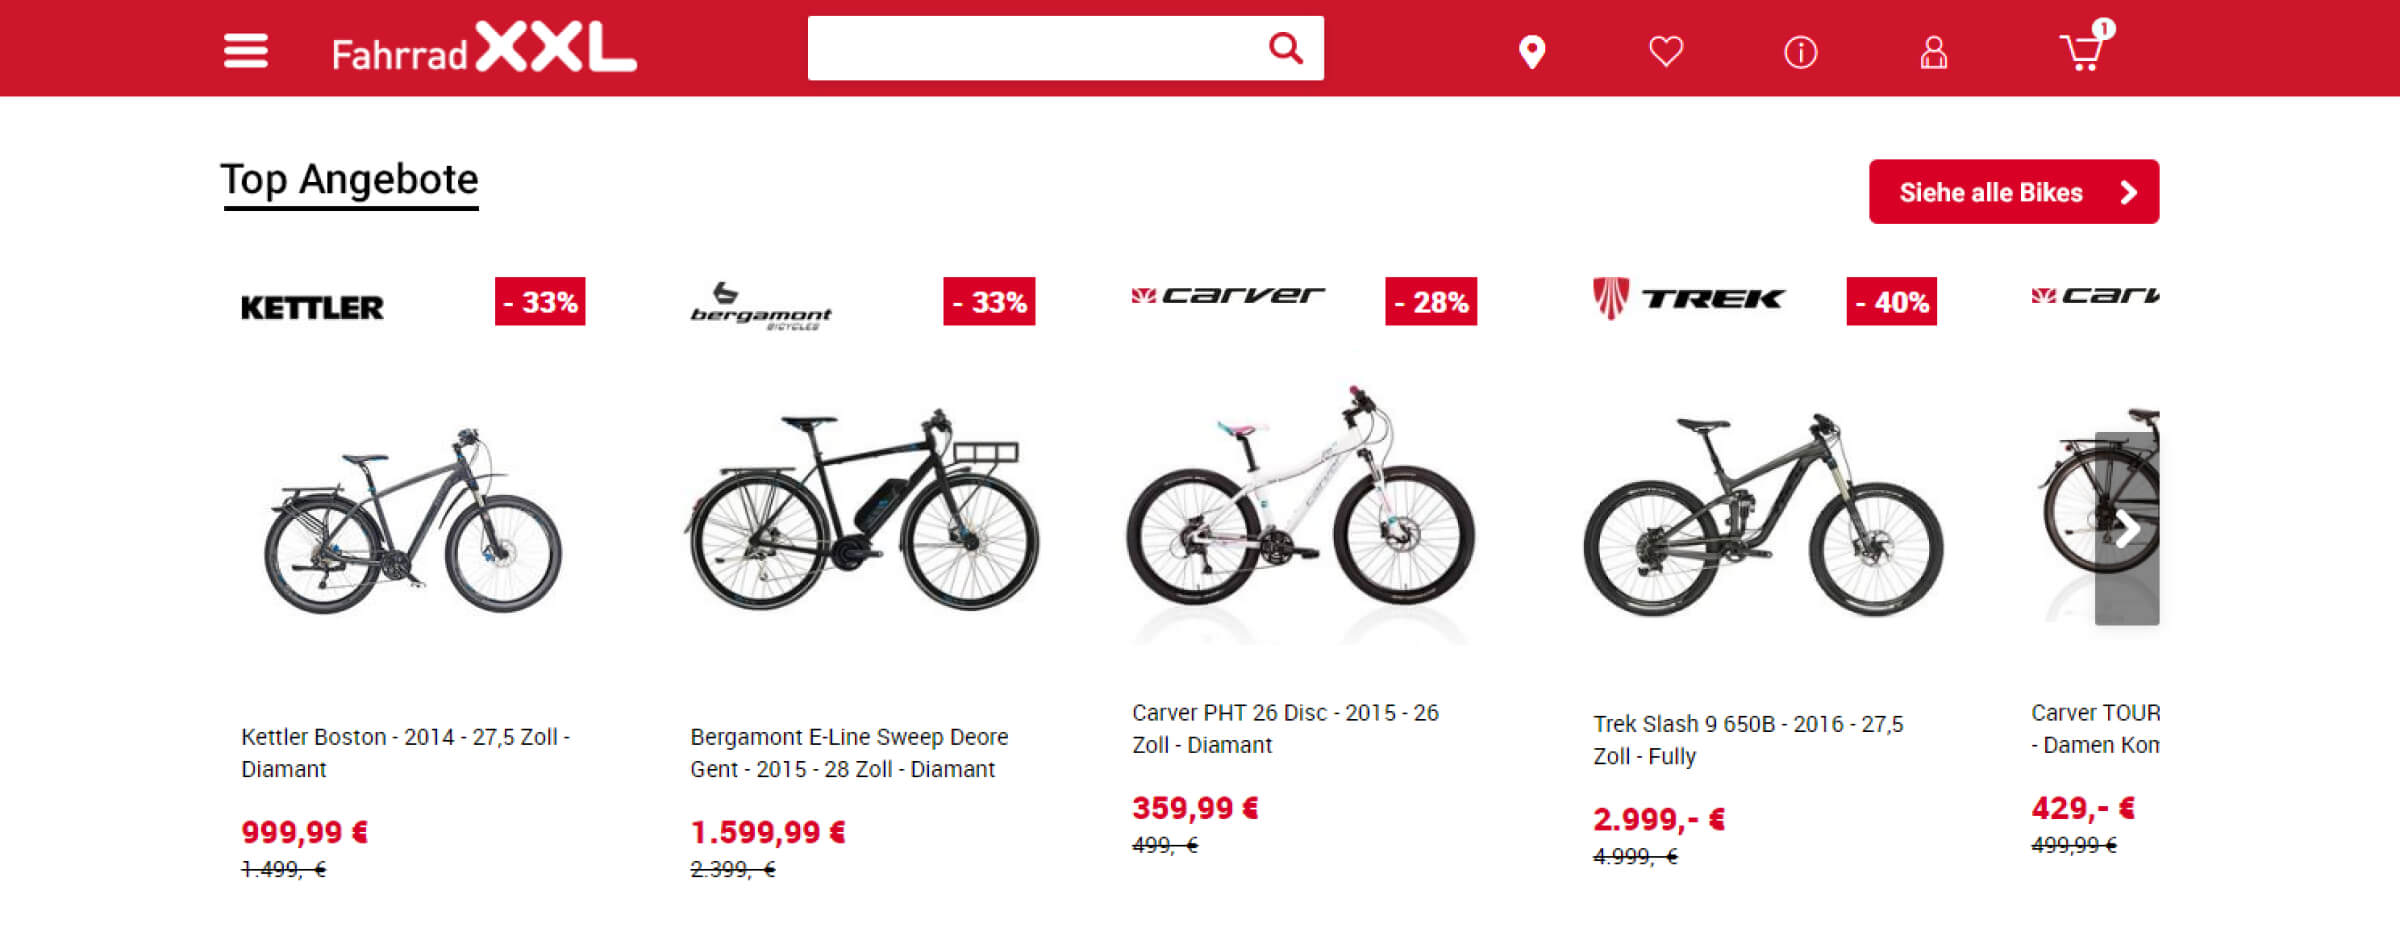 Fahrrad XXL
1
Top Angebote
Siehe alle Bikes
KETTLER
- 33%
bergamont
BICYCLES
- 33%
carver
- 28%
TREK
- 40%
carv
Kettler Boston - 2014 - 27,5 Zoll -
Diamant
999,99 €
1.499,- €
Bergamont E-Line Sweep Deore
Gent - 2015 - 28 Zoll - Diamant
1.599,99 €
2.399,- €
Carver PHT 26 Disc - 2015 - 26
Zoll - Diamant
359,99 €
499,- €
Trek Slash 9 650B - 2016 - 27,5
Zoll - Fully
2.999,- €
4.999,- €
Carver TOUR
- Damen Kom
429,- €
499,99 €